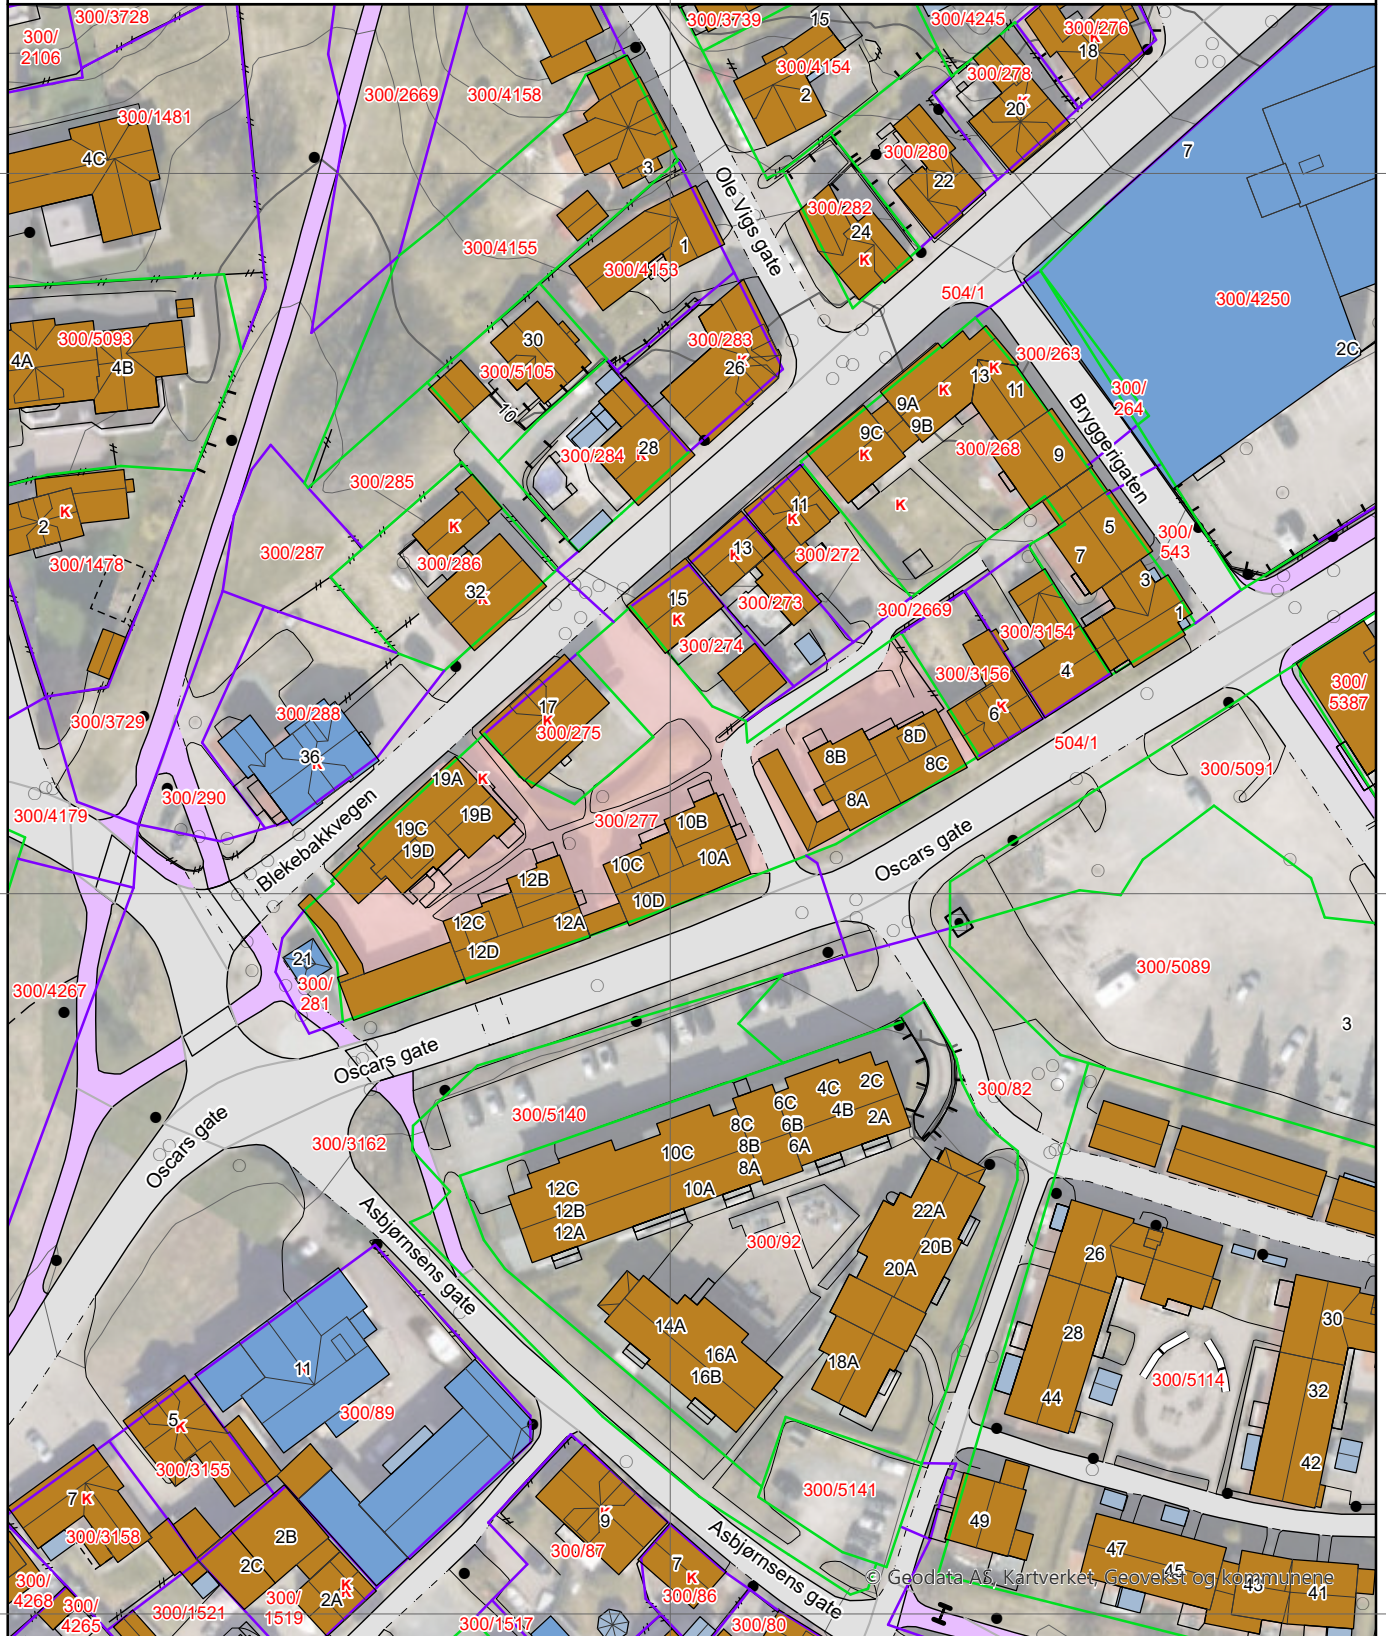 300/3728
300/
2106
300/3739
15
300/4245
300/276
K
18
300/4154
2
300/278
K
20
300/2669
300/4158
300/1481
4C
3
7
300/280
22
Ole Vigs gate
300/282
24
K
300/4155
1
300/4153
504/1
300/4250
2C
300/5093
4A
4B
30
300/5105
10
300/283
K
26
300/263
13
K
11
K
9A
9B
9C
K
300/
264
Bryggerigaten
300/268
9
300/284
K
28
300/285
K
2
K
300/1478
300/287
K
300/286
32
K
11
K
13
K
300/272
5
7
300/
543
3
1
15
K
300/273
300/274
300/2669
300/3154
4
300/3156
6
K
300/
5387
300/3729
300/288
36
K
17
K
300/275
8D
8B
8C
8A
504/1
300/5091
300/290
300/4179
19A
K
19B
19C
19D
300/277
10B
10A
10C
10D
Blekebakkvegen
Oscars gate
12B
12C
12A
12D
21
300/
281
300/4267
300/5089
3
Oscars gate
Oscars gate
300/5140
300/82
300/3162
4C
2C
6C
4B
2A
8C
6B
8B
6A
8A
10C
10A
12C
12B
12A
22A
20B
20A
300/92
Asbjørnsens gate
26
28
44
30
32
42
300/5114
14A
16A
16B
18A
11
300/89
5
K
300/3155
7
K
300/3158
300/5141
49
47
45
43
41
K
9
300/87
7
K
300/86
300/80
Asbjørnsens gate
2B
2C
K
2A
300/
4268
300/
4265
300/1521
300/
1519
300/1517
© Geodata AS, Kartverket, Geovekst og kommunene